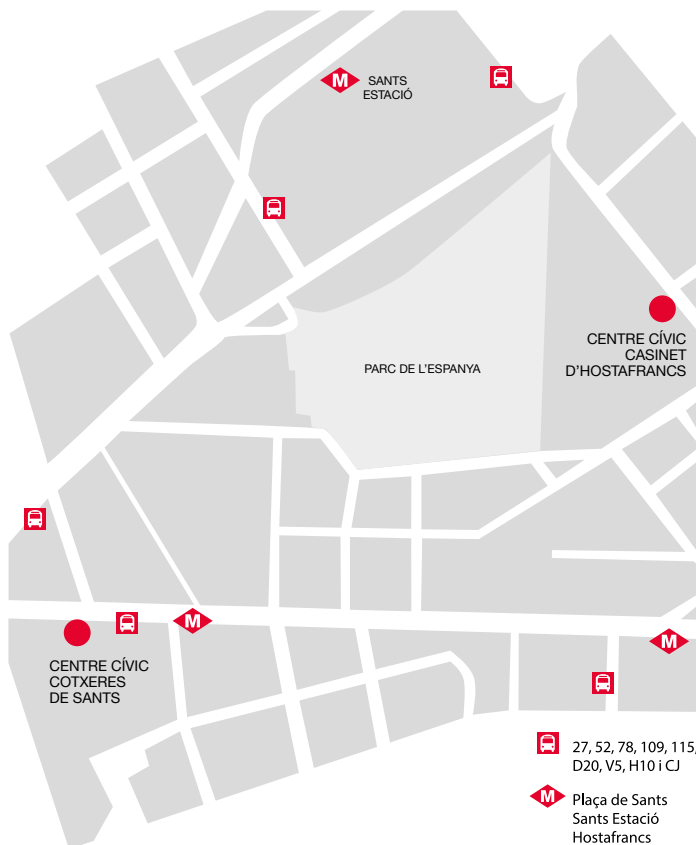 M
SANTS
ESTACIÓ
CENTRE CÍVIC
CASINET
D'HOSTAFRANCS
PARC DE L'ESPANYA
M
M
CENTRE CÍVIC
COTXERES
DE SANTS
27, 52, 78, 109, 115,
D20, V5, H10 i CJ
M
Plaça de Sants
Sants Estació
Hostafrancs